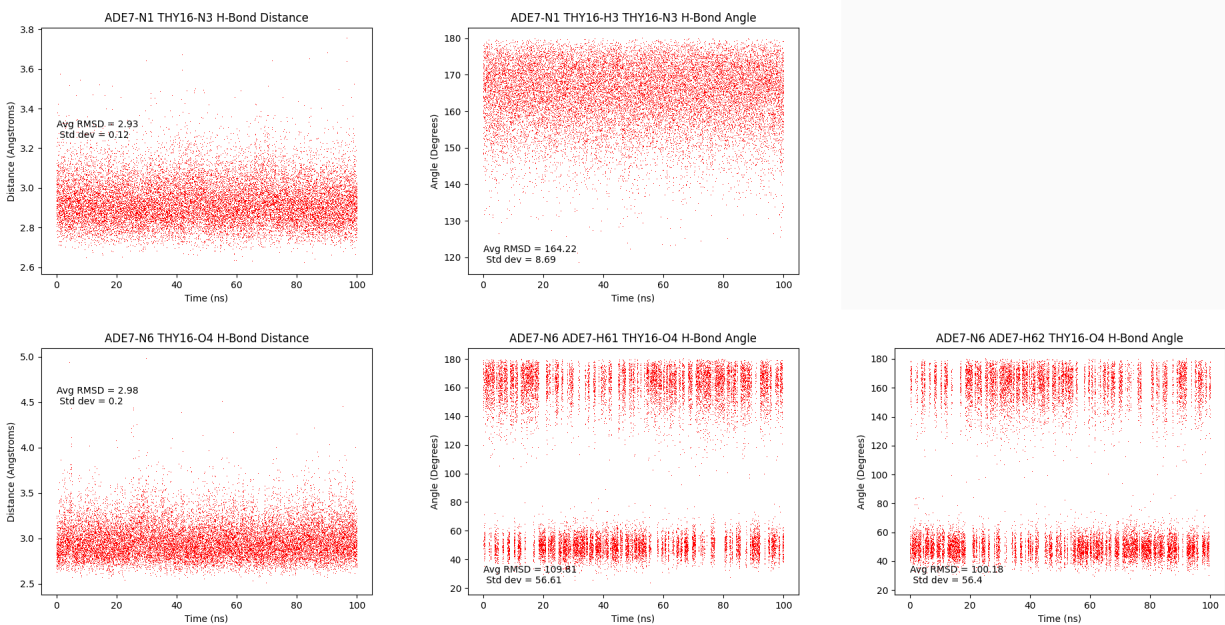 ADE7-N1 THY16-N3 H-Bond Distance
3.8
3.6
3.4
3.2
3.0
2.8
2.6
Distance (Angstroms)
Avg RMSD = 2.93
Std dev = 0.12
0 20 40 60 80 100
Time (ns)
ADE7-N1 THY16-H3 THY16-N3 H-Bond Angle
180
170
160
150
140
130
120
Angle (Degrees)
Avg RMSD = 164.22
Std dev = 8.69
0 20 40 60 80 100
Time (ns)
ADE7-N6 THY16-O4 H-Bond Distance
5.0
4.5
4.0
3.5
3.0
2.5
Distance (Angstroms)
Avg RMSD = 2.98
Std dev = 0.2
0 20 40 60 80 100
Time (ns)
ADE7-N6 ADE7-H61 THY16-O4 H-Bond Angle
180
160
140
120
100
80
60
40
20
Angle (Degrees)
Avg RMSD = 109.81
Std dev = 56.61
0 20 40 60 80 100
Time (ns)
ADE7-N6 ADE7-H62 THY16-O4 H-Bond Angle
180
160
140
120
100
80
60
40
20
Angle (Degrees)
Avg RMSD = 100.18
Std dev = 56.4
0 20 40 60 80 100
Time (ns)